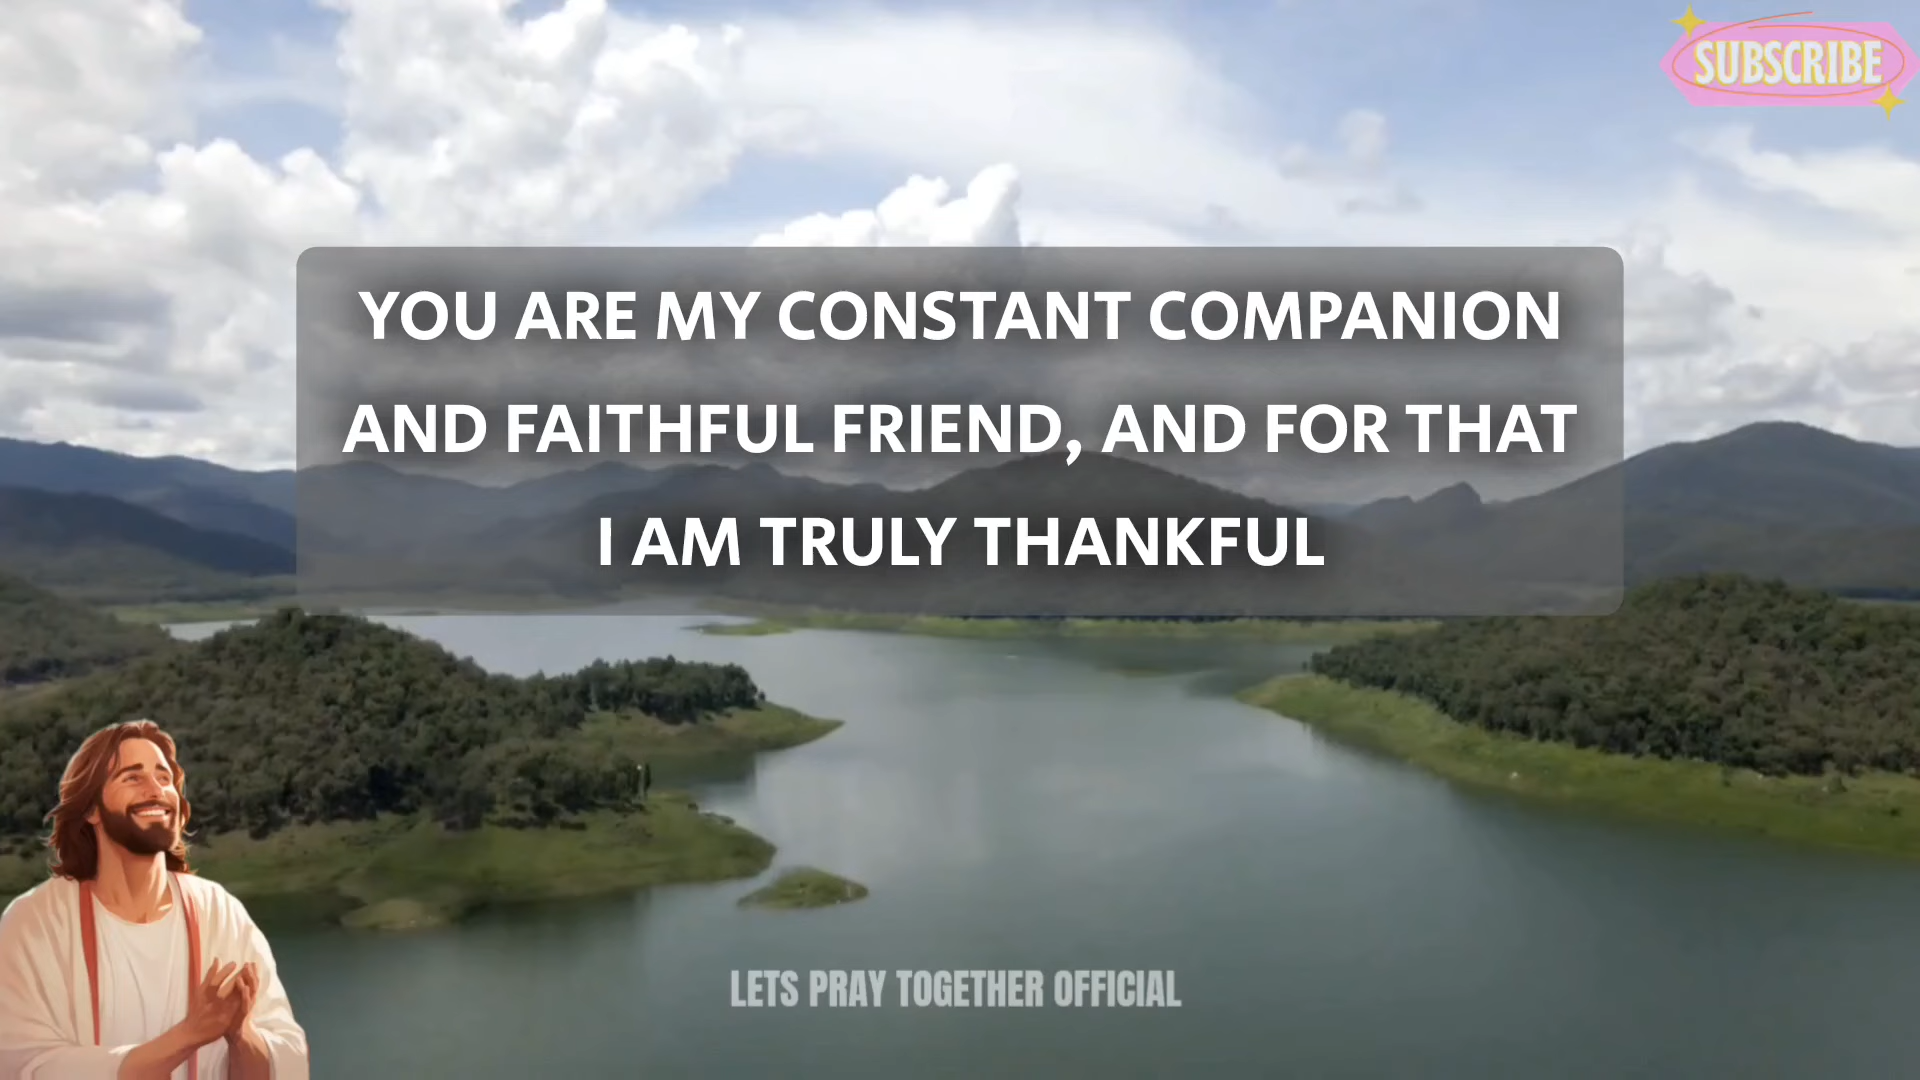 SUBSCRIBE
YOU ARE MY CONSTANT COMPANION
AND FAITHFUL FRIEND, AND FOR THAT
I AM TRULY THANKFUL
LETS PRAY TOGETHER OFFICIAL